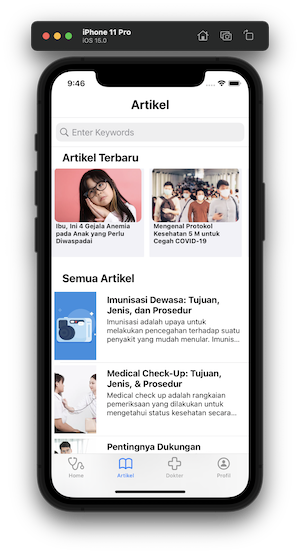 iPhone 11 Pro
iOS 15.0
9:46
Artikel
Enter Keywords
Artikel Terbaru
Ibu, Ini 4 Gejala Anemia
pada Anak yang Perlu
Diwaspadai
Mengenal Protokol
Kesehatan 5 M untuk
Cegah COVID-19
Semua Artikel
Imunisasi Dewasa: Tujuan,
Jenis, dan Prosedur
Imunisasi adalah upaya untuk
melakukan pencegahan terhadap suatu
penyakit yang mudah menular. Imunis...
Medical Check-Up: Tujuan,
Jenis, & Prosedur
Medical check up adalah rangkaian
pemeriksaan yang dilakukan untuk
mengetahui status kesehatan secara...
Pentingnya Dukungan
Home
Artikel
Dokter
Profil